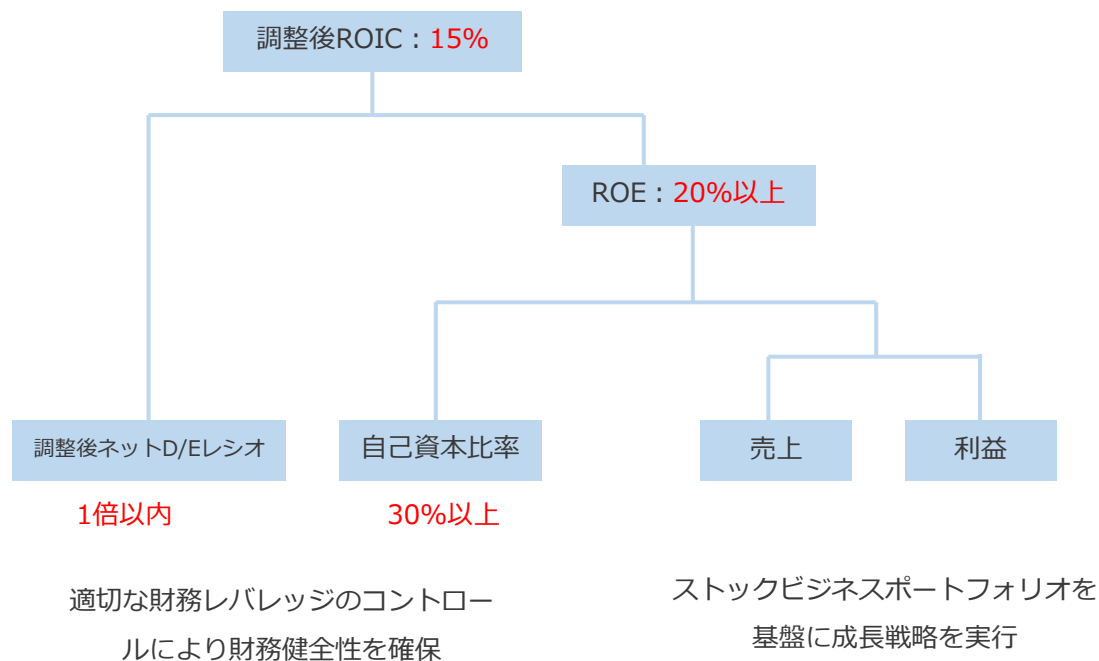 調整後ROIC：15%
ROE：20%以上
調整後ネットD/Eレシオ
自己資本比率
売上
利益
1倍以内
30%以上
適切な財務レバレッジのコントロー
ルにより財務健全性を確保
ストックビジネスポートフォリオを
基盤に成長戦略を実行